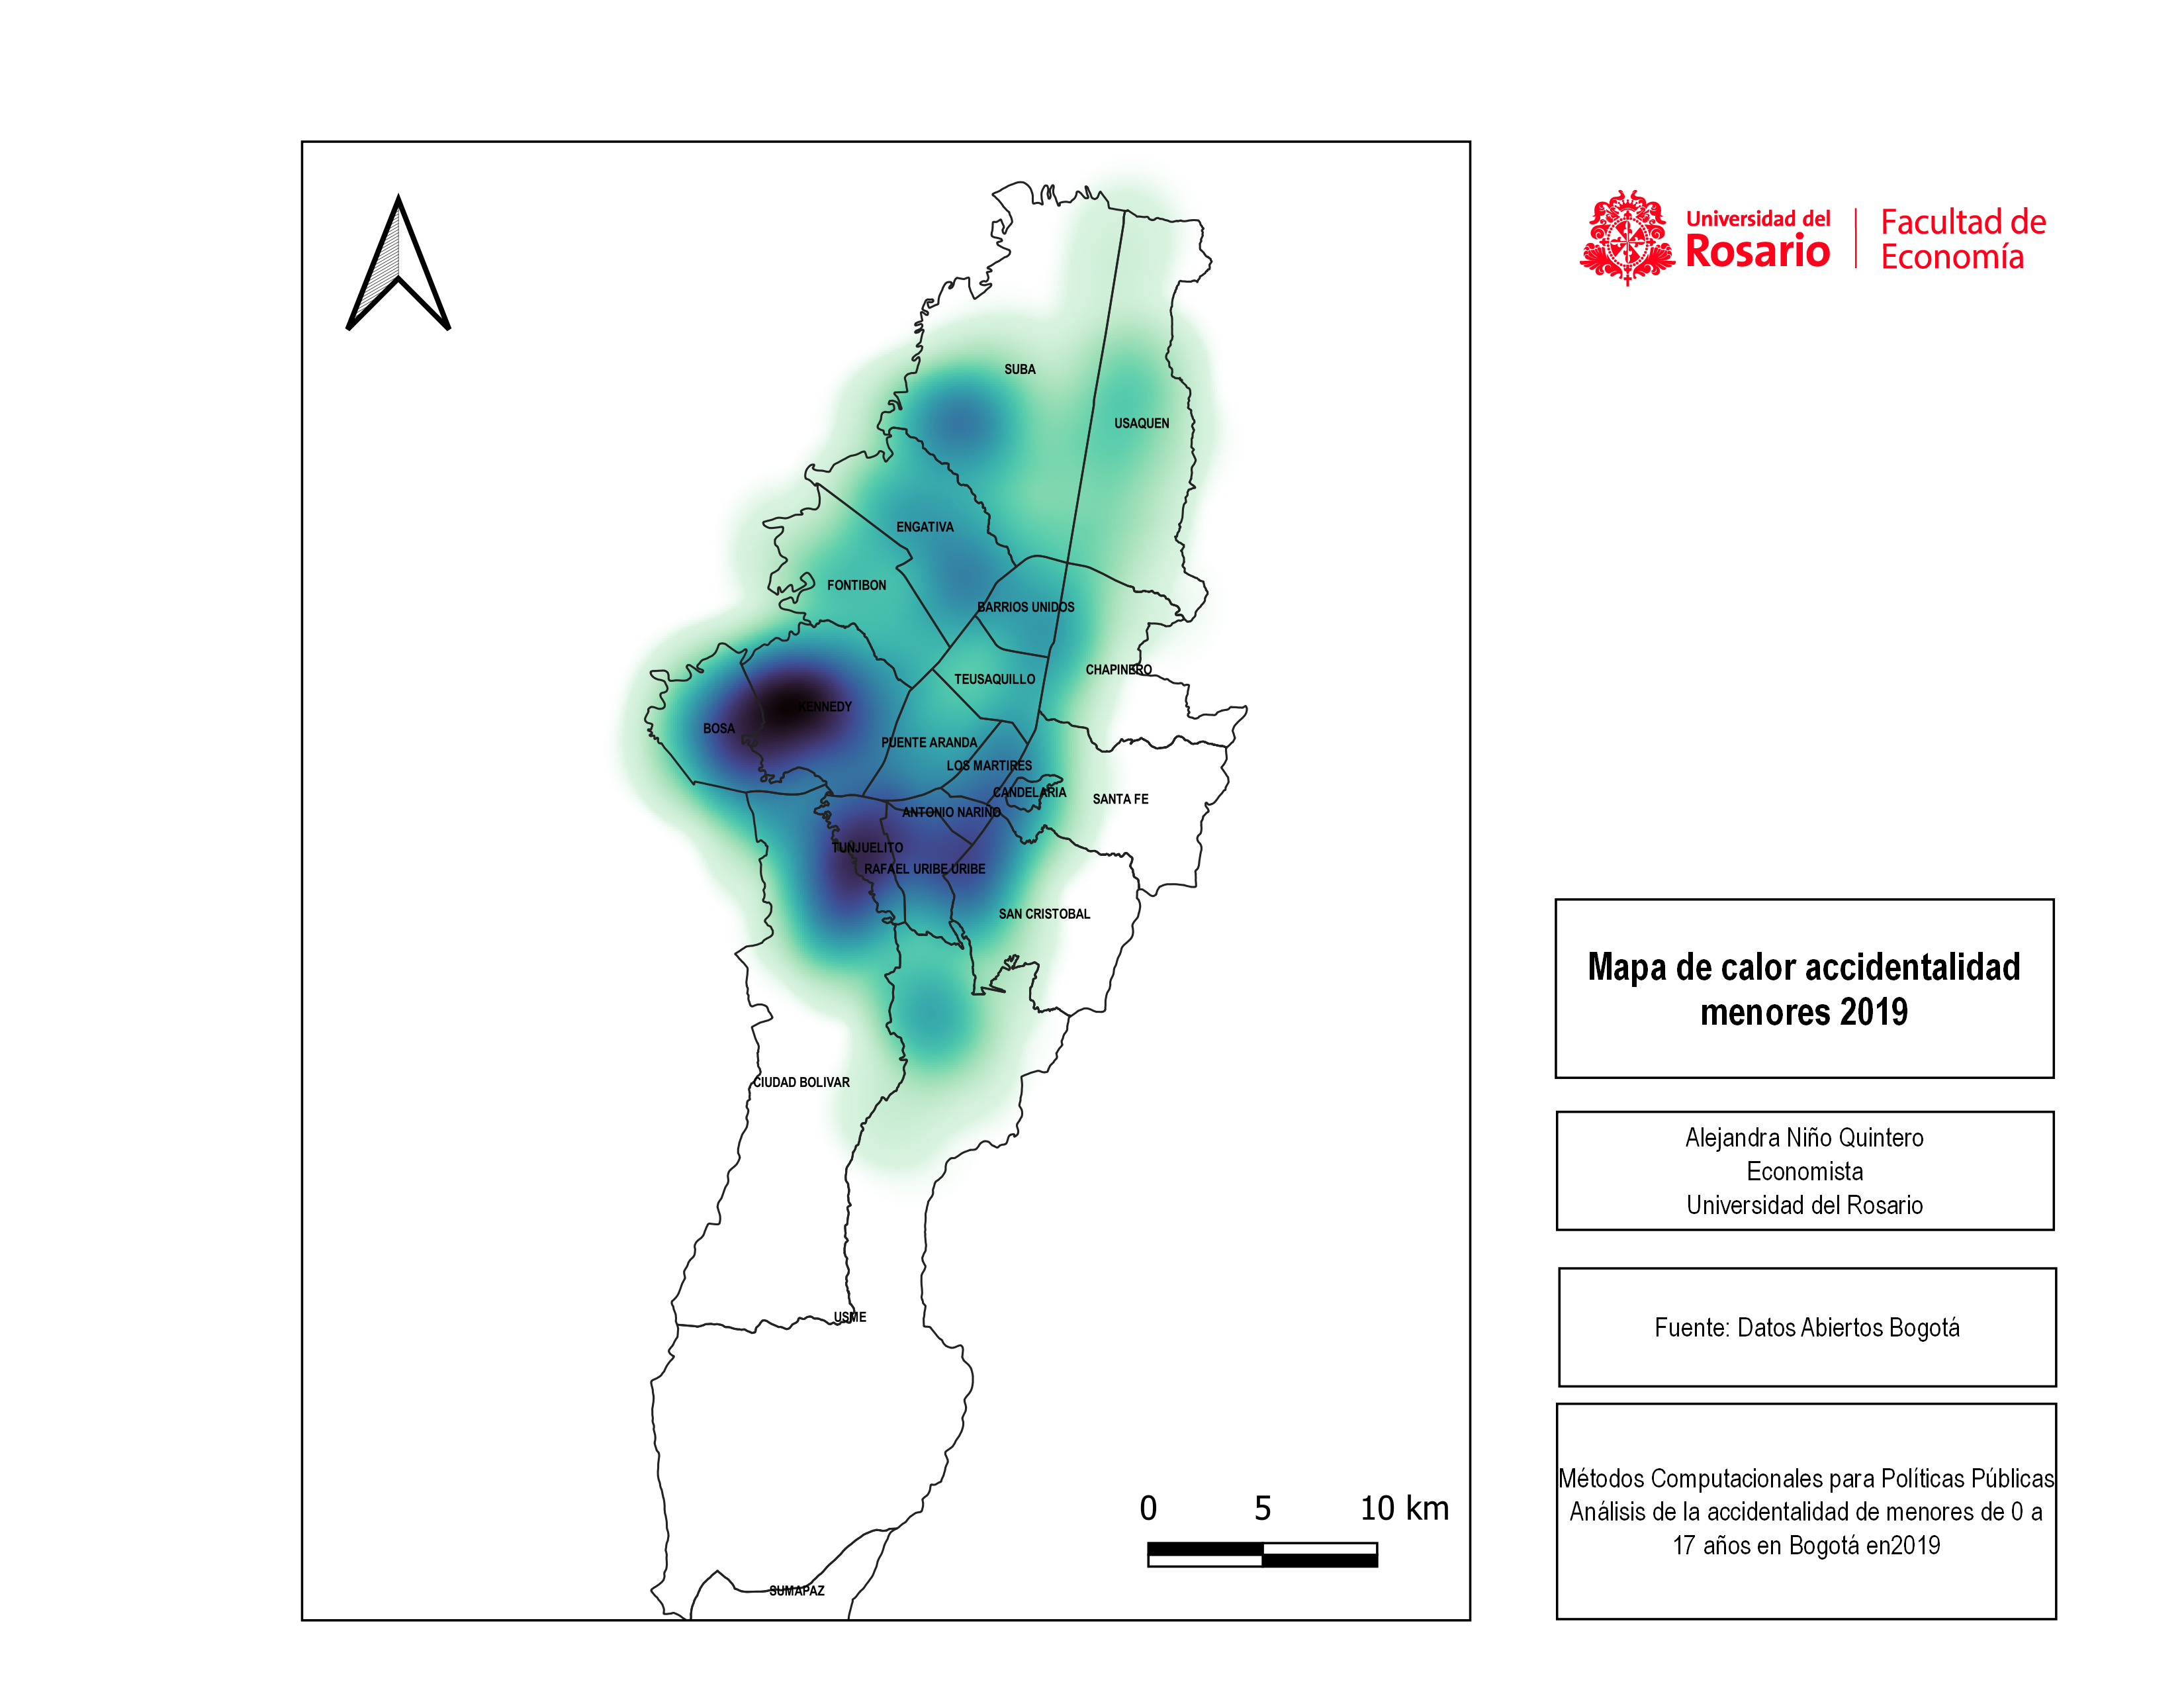 Universidad del
Rosario
Facultad de
Economía
SUBA
USAQUEN
ENGATIVA
FONTIBON
BARRIOS UNIDOS
CHAPINERO
TEUSAQUILLO
KENNEDY
BOSA
PUENTE ARANDA
LOS MARTIRES
CANDELARIA
SANTA FE
ANTONIO NARIÑO
TUNJUELITO
RAFAEL URIBE URIBE
SAN CRISTOBAL
CIUDAD BOLIVAR
USME
SUMAPAZ
0 5 10 km
Mapa de calor accidentalidad
menores 2019
Alejandra Niño Quintero
Economista
Universidad del Rosario
Fuente: Datos Abiertos Bogotá
Métodos Computacionales para Políticas Públicas
Análisis de la accidentalidad de menores de 0 a
17 años en Bogotá en2019